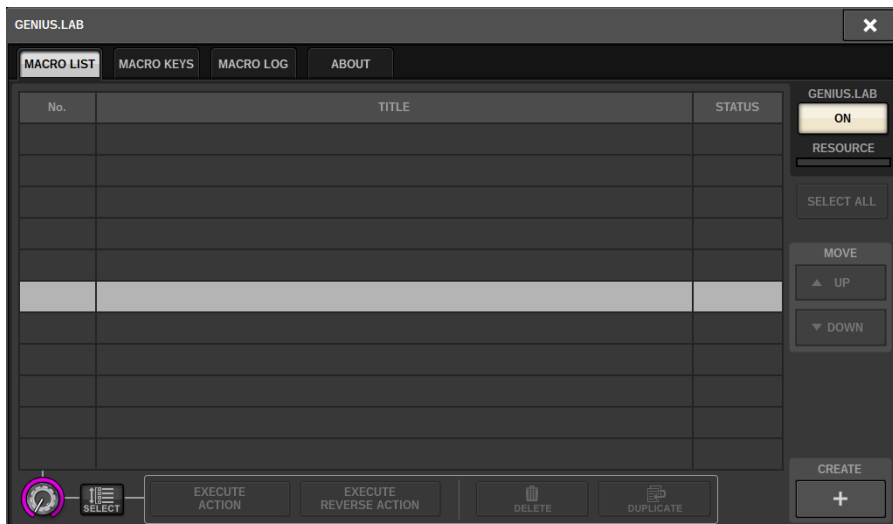 GENIUS.LAB
MACRO LIST
MACRO KEYS
MACRO LOG
ABOUT
No.
TITLE
STATUS
GENIUS.LAB
ON
RESOURCE
SELECT ALL
MOVE
UP
DOWN
SELECT
EXECUTE
ACTION
EXECUTE
REVERSE ACTION
DELETE
DUPLICATE
CREATE